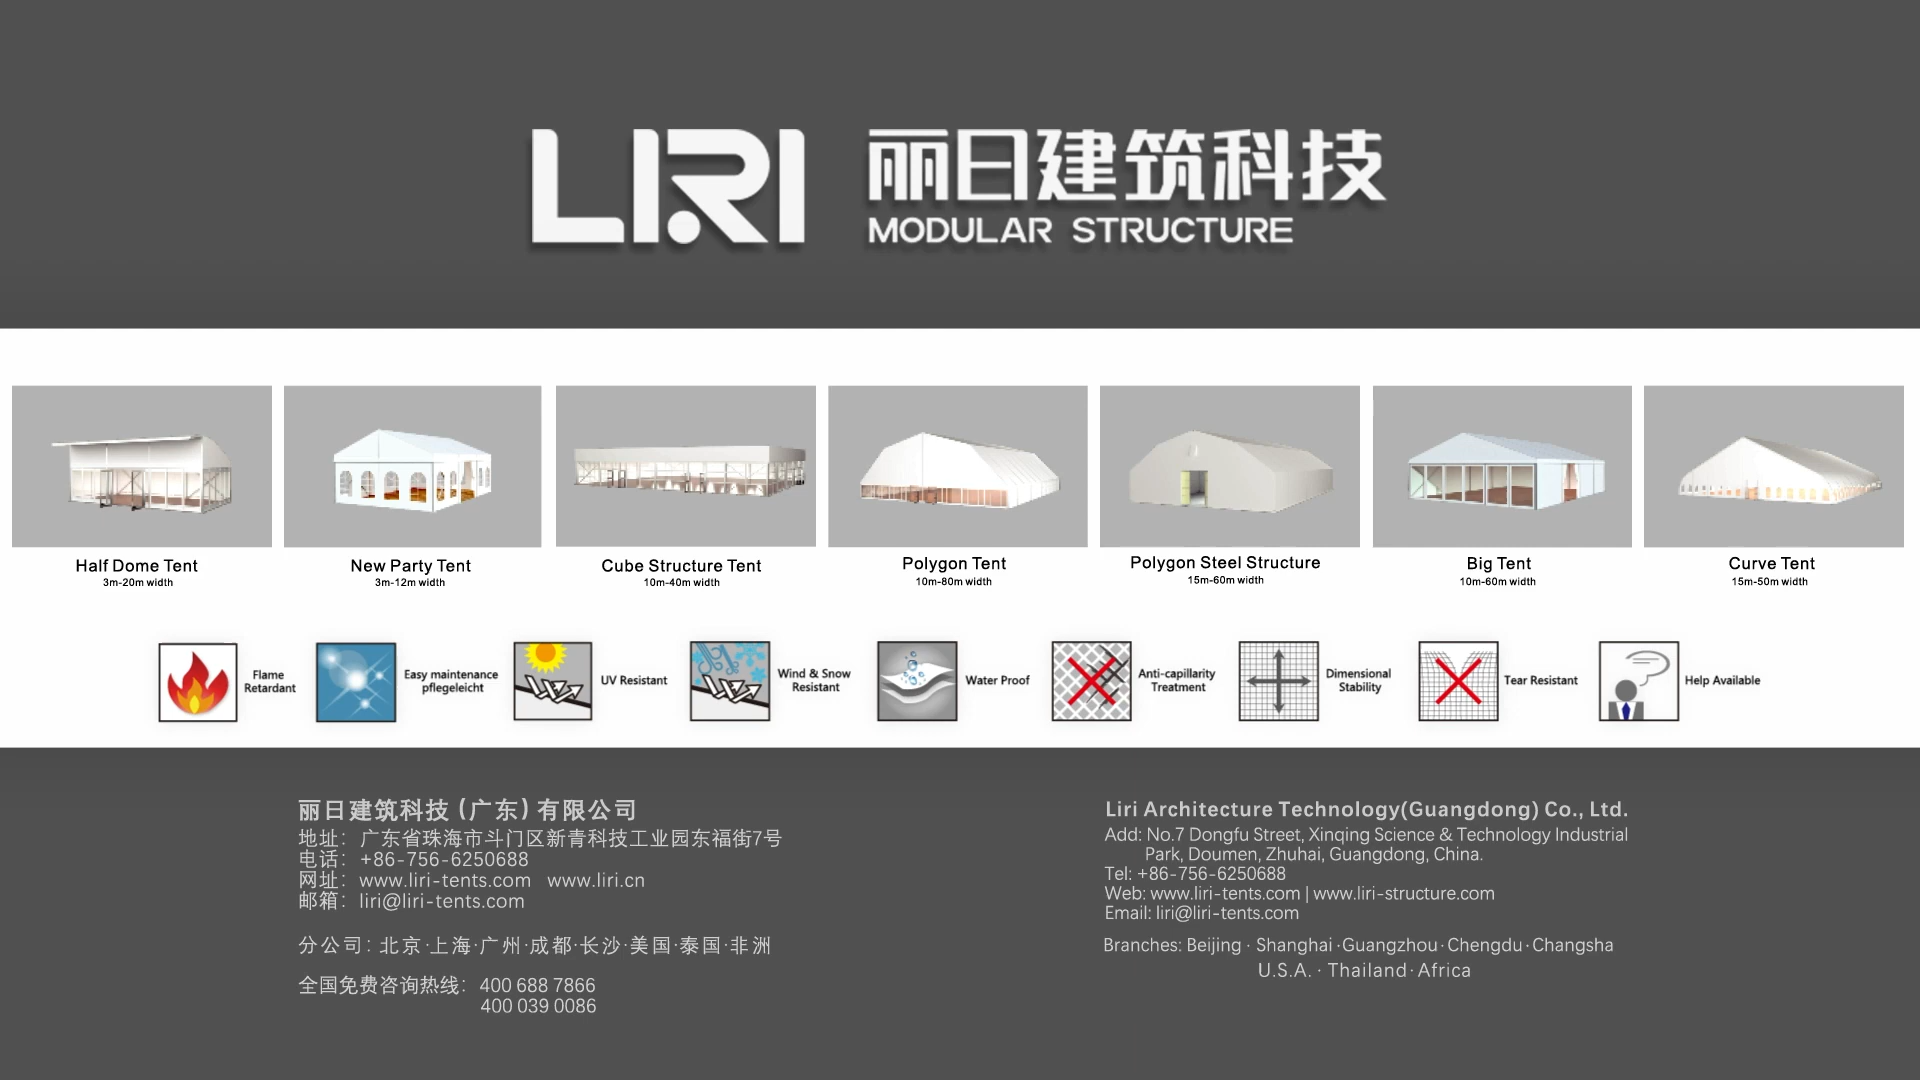 LIRI 丽日建筑科技
MODULAR STRUCTURE
Half Dome Tent
3m-20m width
New Party Tent
3m-12m width
Cube Structure Tent
10m-40m width
Polygon Tent
10m-80m width
Polygon Steel Structure
15m-60m width
Big Tent
10m-60m width
Curve Tent
15m-50m width
Flame
Retardant
Easy maintenance
pflegeleicht
UV Resistant
Wind & Snow
Resistant
Water Proof
Anti-capillarity
Treatment
Dimensional
Stability
Tear Resistant
Help Available
丽日建筑科技(广东)有限公司
地址：广东省珠海市斗门区新青科技工业园东福街7号
电话：+86-756-6250688
网址：www.liri-tents.com www.liri.cn
邮箱：liri@liri-tents.com
分公司：北京·上海·广州·成都·长沙·美国·泰国·非洲
全国免费咨询热线：400 688 7866
400 039 0086
Liri Architecture Technology(Guangdong) Co., Ltd.
Add: No.7 Dongfu Street, Xinqing Science & Technology Industrial
Park, Doumen, Zhuhai, Guangdong, China.
Tel: +86-756-6250688
Web: www.liri-tents.com | www.liri-structure.com
Email: liri@liri-tents.com
Branches: Beijing · Shanghai · Guangzhou · Chengdu · Changsha
U.S.A. · Thailand · Africa